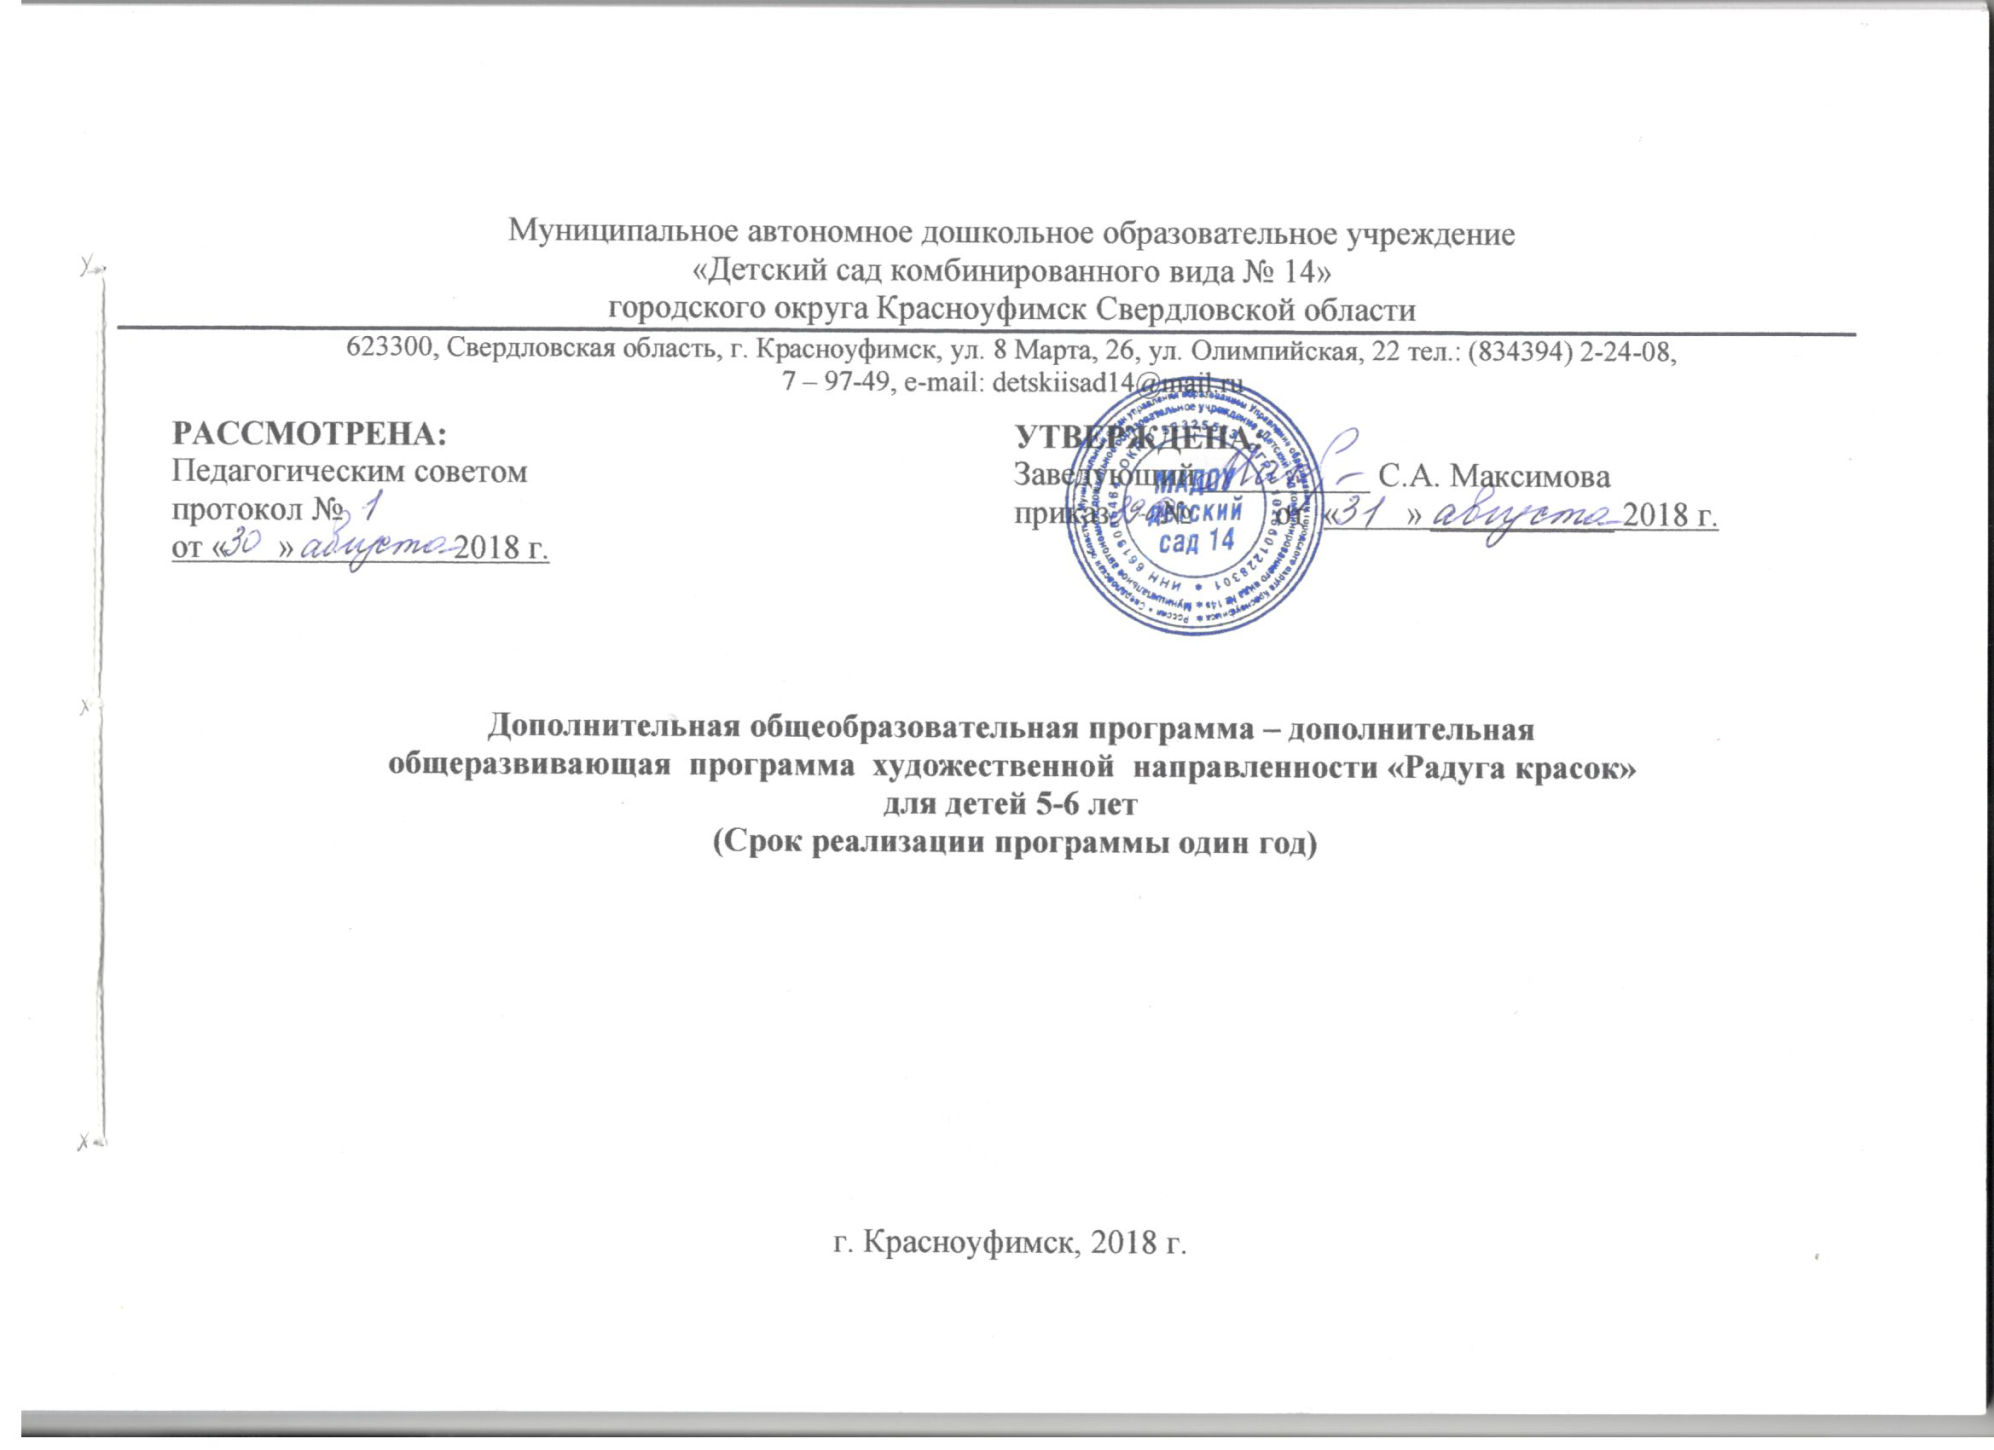 Муниципальное автономное дошкольное образовательное учреждение
«Детский сад комбинированного вида № 14»
городского округа Красноуфимск Свердловской области
623300, Свердловская область, г. Красноуфимск, ул. 8 Марта, 26, ул. Олимпийская, 22 тел.: (834394) 2-24-08,
7 – 97-49, e-mail: detskiisad14@mail.ru
РАССМОТРЕНА:
Педагогическим советом
протокол № 1
от «30» августа 2018 г.
УТВЕРЖДЕНА:
Заведующий С.А. Максимова
приказ № от «31» августа 2018 г.
МАДОУ
детский
сад 14
Дополнительная общеобразовательная программа – дополнительная
общеразвивающая программа художественной направленности «Радуга красок»
для детей 5-6 лет
(Срок реализации программы один год)
г. Красноуфимск, 2018 г.